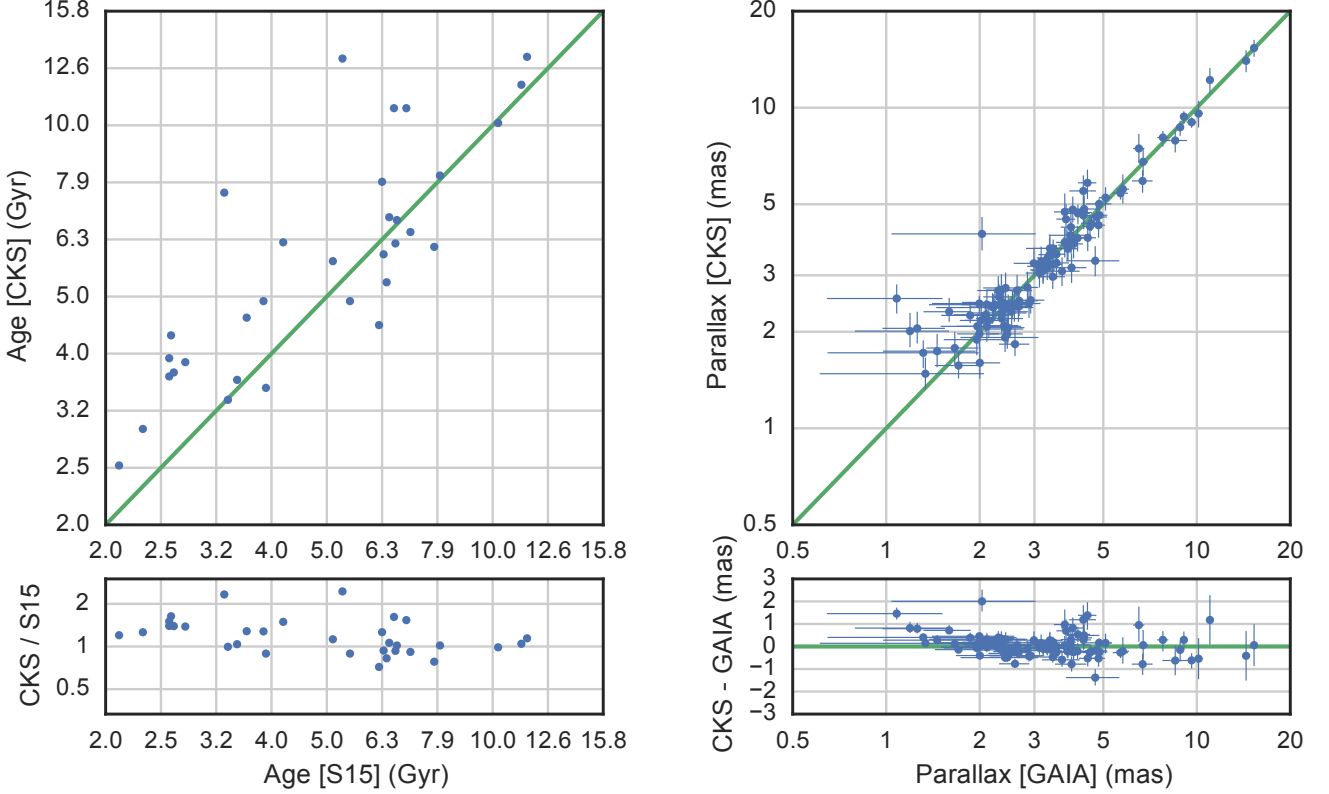 15.8
12.6
10.0
7.9
6.3
5.0
4.0
3.2
2.5
2.0
Age [CKS] (Gyr)
2.0 2.5 3.2 4.0 5.0 6.3 7.9 10.0 12.6 15.8
2
1
0.5
CKS / S15
2.0 2.5 3.2 4.0 5.0 6.3 7.9 10.0 12.6 15.8
Age [S15] (Gyr)
20
10
5
3
2
1
0.5
Parallax [CKS] (mas)
0.5 1 2 3 5 10 20
3
2
1
0
−1
−2
−3
CKS - GAIA (mas)
0.5 1 2 3 5 10 20
Parallax [GAIA] (mas)